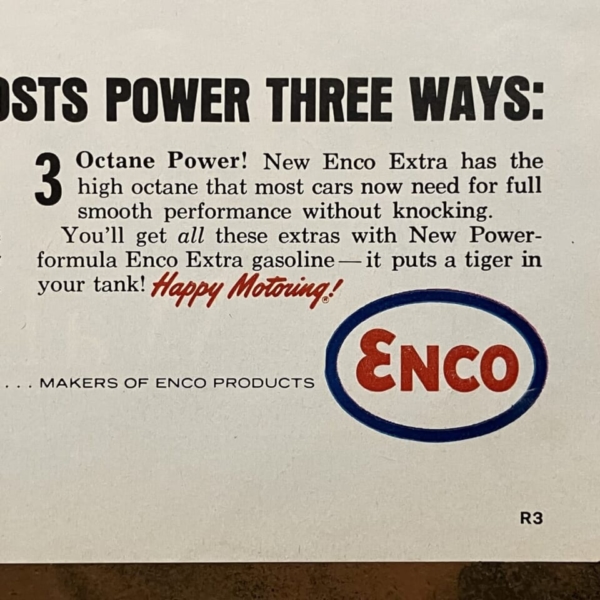 OSTS POWER THREE WAYS:
3 Octane Power! New Enco Extra has the
high octane that most cars now need for full
smooth performance without knocking.
You'll get all these extras with New Power-
formula Enco Extra gasoline—it puts a tiger in
your tank! Happy Motoring!®
.... MAKERS OF ENCO PRODUCTS
ENCO
R3